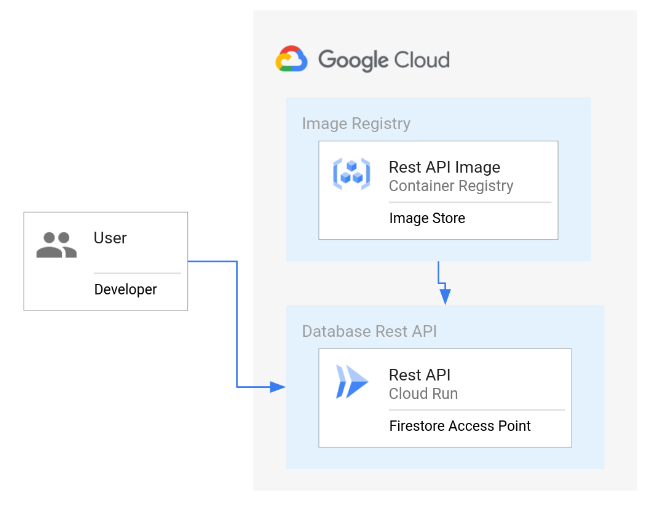 Google Cloud
Image Registry
Rest API Image
Container Registry
Image Store
User
Developer
Database Rest API
Rest API
Cloud Run
Firestore Access Point